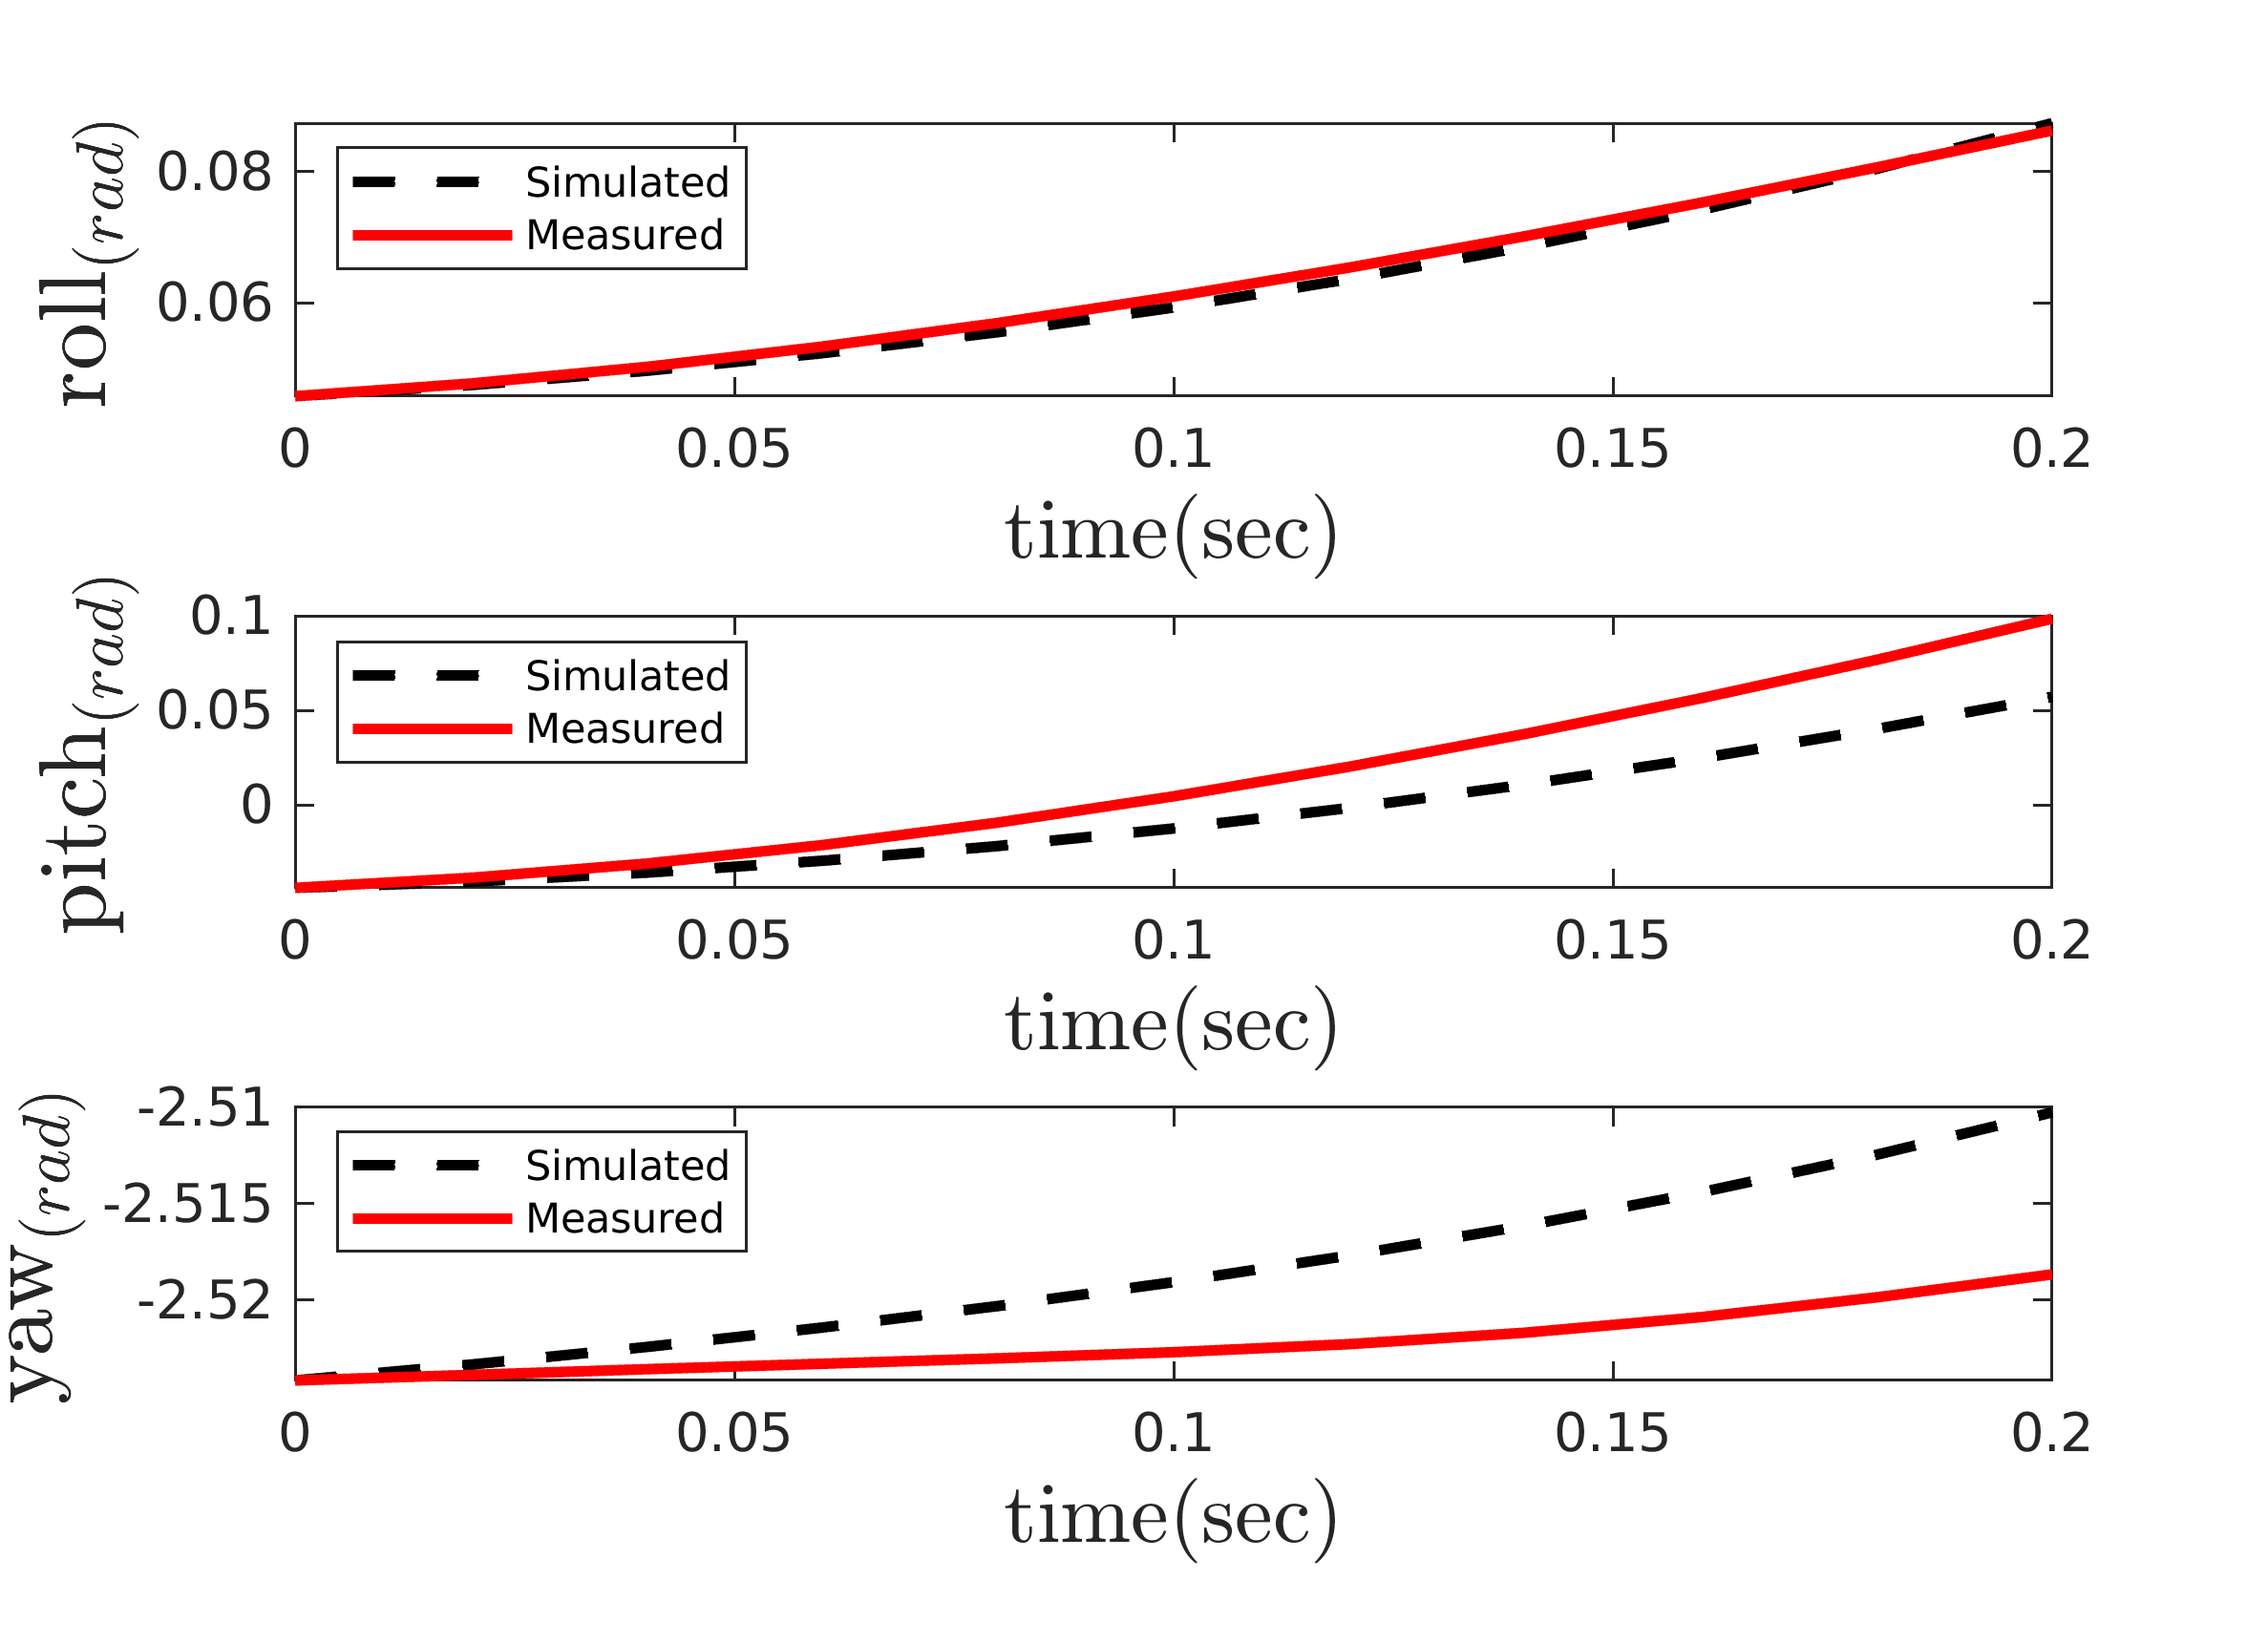 roll(rad)
0.08
0.06
Simulated
Measured
0 0.05 0.1 0.15 0.2
time(sec)
pitch(rad)
0.1
0.05
0
Simulated
Measured
0 0.05 0.1 0.15 0.2
time(sec)
yaw(rad)
-2.51
-2.515
-2.52
Simulated
Measured
0 0.05 0.1 0.15 0.2
time(sec)